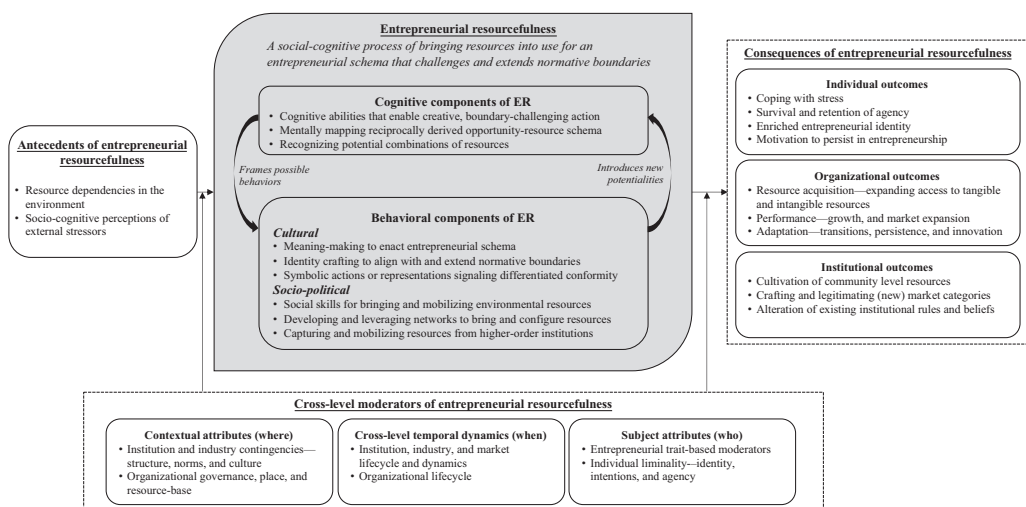 Antecedents of entrepreneurial
resourcefulness
• Resource dependencies in the
environment
• Socio-cognitive perceptions of
external stressors
Entrepreneurial resourcefulness
A social-cognitive process of bringing resources into use for an
entrepreneurial schema that challenges and extends normative boundaries
Cognitive components of ER
• Cognitive abilities that enable creative, boundary-challenging action
• Mentally mapping reciprocally derived opportunity-resource schema
• Recognizing potential combinations of resources
Frames possible
behaviors
Introduces new
potentialities
Behavioral components of ER
Cultural
• Meaning-making to enact entrepreneurial schema
• Identity crafting to align with and extend normative boundaries
• Symbolic actions or representations signaling differentiated conformity
Socio-political
• Social skills for bringing and mobilizing environmental resources
• Developing and leveraging networks to bring and configure resources
• Capturing and mobilizing resources from higher-order institutions
Consequences of entrepreneurial resourcefulness
Individual outcomes
• Coping with stress
• Survival and retention of agency
• Enriched entrepreneurial identity
• Motivation to persist in entrepreneurship
Organizational outcomes
• Resource acquisition—expanding access to tangible
and intangible resources
• Performance—growth, and market expansion
• Adaptation—transitions, persistence, and innovation
Institutional outcomes
• Cultivation of community level resources
• Crafting and legitimating (new) market categories
• Alteration of existing institutional rules and beliefs
Cross-level moderators of entrepreneurial resourcefulness
Contextual attributes (where)
• Institution and industry contingencies—
structure, norms, and culture
• Organizational governance, place, and
resource-base
Cross-level temporal dynamics (when)
• Institution, industry, and market
lifecycle and dynamics
• Organizational lifecycle
Subject attributes (who)
• Entrepreneurial trait-based moderators
• Individual liminality—identity,
intentions, and agency